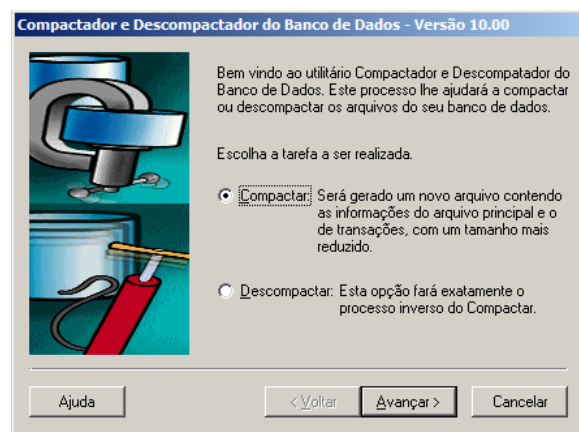 Compactador e Descompactador do Banco de Dados - Versão 10.00
Bem vindo ao utilitário Compactador e Descompatador do
Banco de Dados. Este processo lhe ajudará a compactar
ou descompactar os arquivos do seu banco de dados.
Escolha a tarefa a ser realizada.
Compactar: Será gerado um novo arquivo contendo
as informações do arquivo principal e o
de transações, com um tamanho mais
reduzido.
Descompactar: Esta opção fará exatamente o
processo inverso do Compactar.
Ajuda < Voltar Avançar > Cancelar